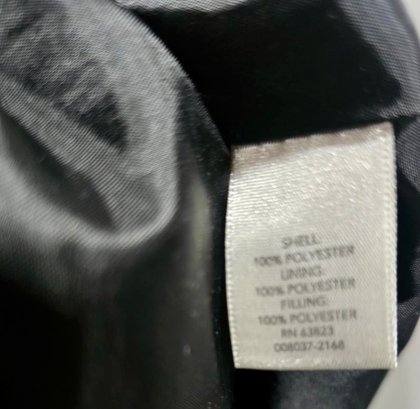 SHELL:
100% POLYESTER
LINING:
100% POLYESTER
FILLING:
100% POLYESTER
RN 63823
008037-2168